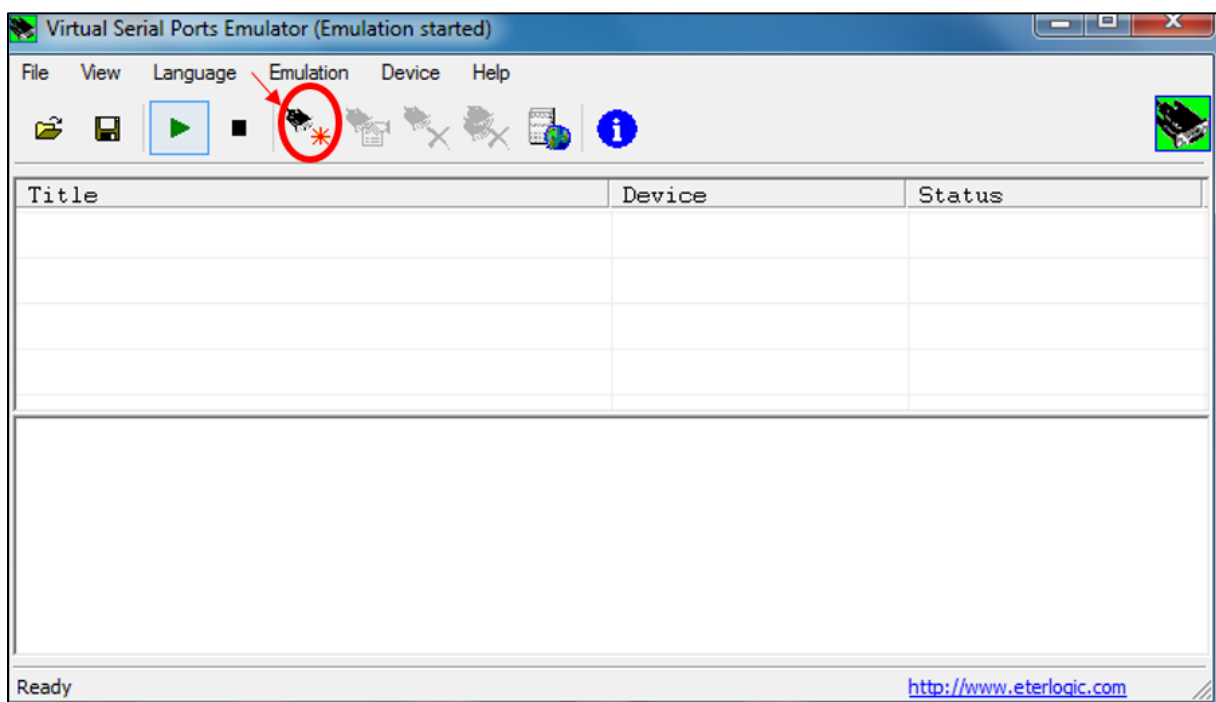 Virtual Serial Ports Emulator (Emulation started)
File View Language Emulation Device Help
Title Device Status
Ready http://www.eterlogic.com